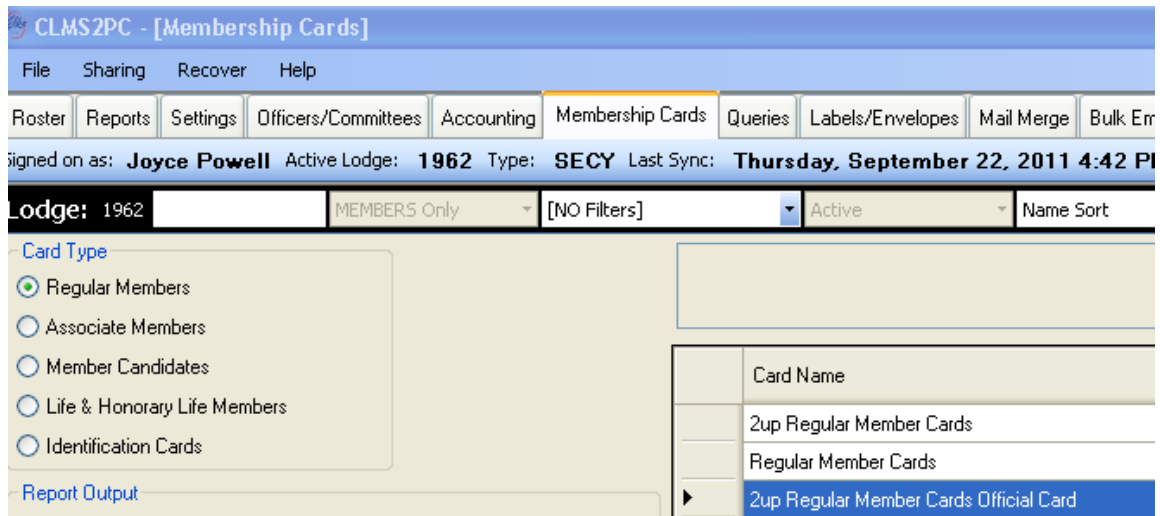 CLMS2PC - [Membership Cards]
File Sharing Recover Help
Roster Reports Settings Officers/Committees Accounting Membership Cards Queries Labels/Envelopes Mail Merge Bulk Em
Signed on as: Joyce Powell Active Lodge: 1962 Type: SECY Last Sync: Thursday, September 22, 2011 4:42 P
Lodge: 1962 MEMBERS Only [NO Filters] Active Name Sort
Card Type
Regular Members
Associate Members
Member Candidates
Life & Honorary Life Members
Identification Cards
Report Output
Card Name
2up Regular Member Cards
Regular Member Cards
2up Regular Member Cards Official Card